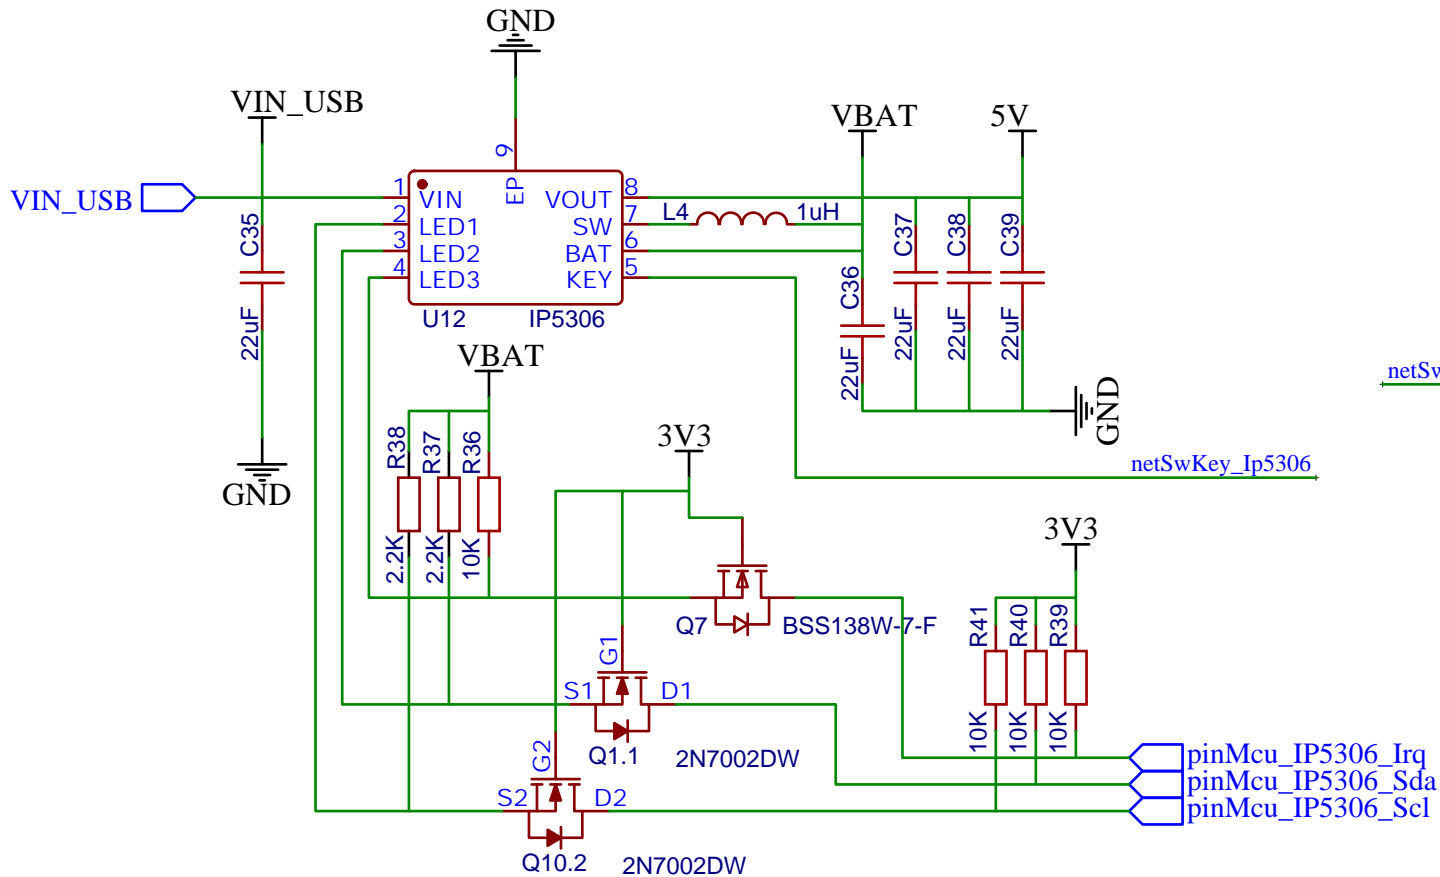 GND
VIN_USB
VBAT
5V
9
VIN_USB
1
VIN
EP
VOUT
8
2
LED1
SW
7
L4
1uH
3
LED2
BAT
6
4
LED3
KEY
5
C35
22uF
C37
22uF
C38
22uF
C39
22uF
C36
22uF
U12
IP5306
VBAT
netSw
GND
R38
R37
R36
3V3
netSwKey_Ip5306
GND
2.2K
2.2K
10K
3V3
Q7
BSS138W-7-F
R41
R40
R39
G1
S1
D1
10K
10K
10K
Q1.1
2N7002DW
G2
pinMcu_IP5306_Irq
pinMcu_IP5306_Sda
S2
D2
pinMcu_IP5306_Scl
Q10.2
2N7002DW